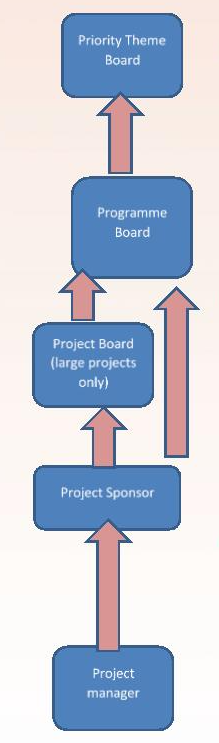 Priority Theme
Board
Programme
Board
Project Board
(large projects
only)
Project Sponsor
Project
manager